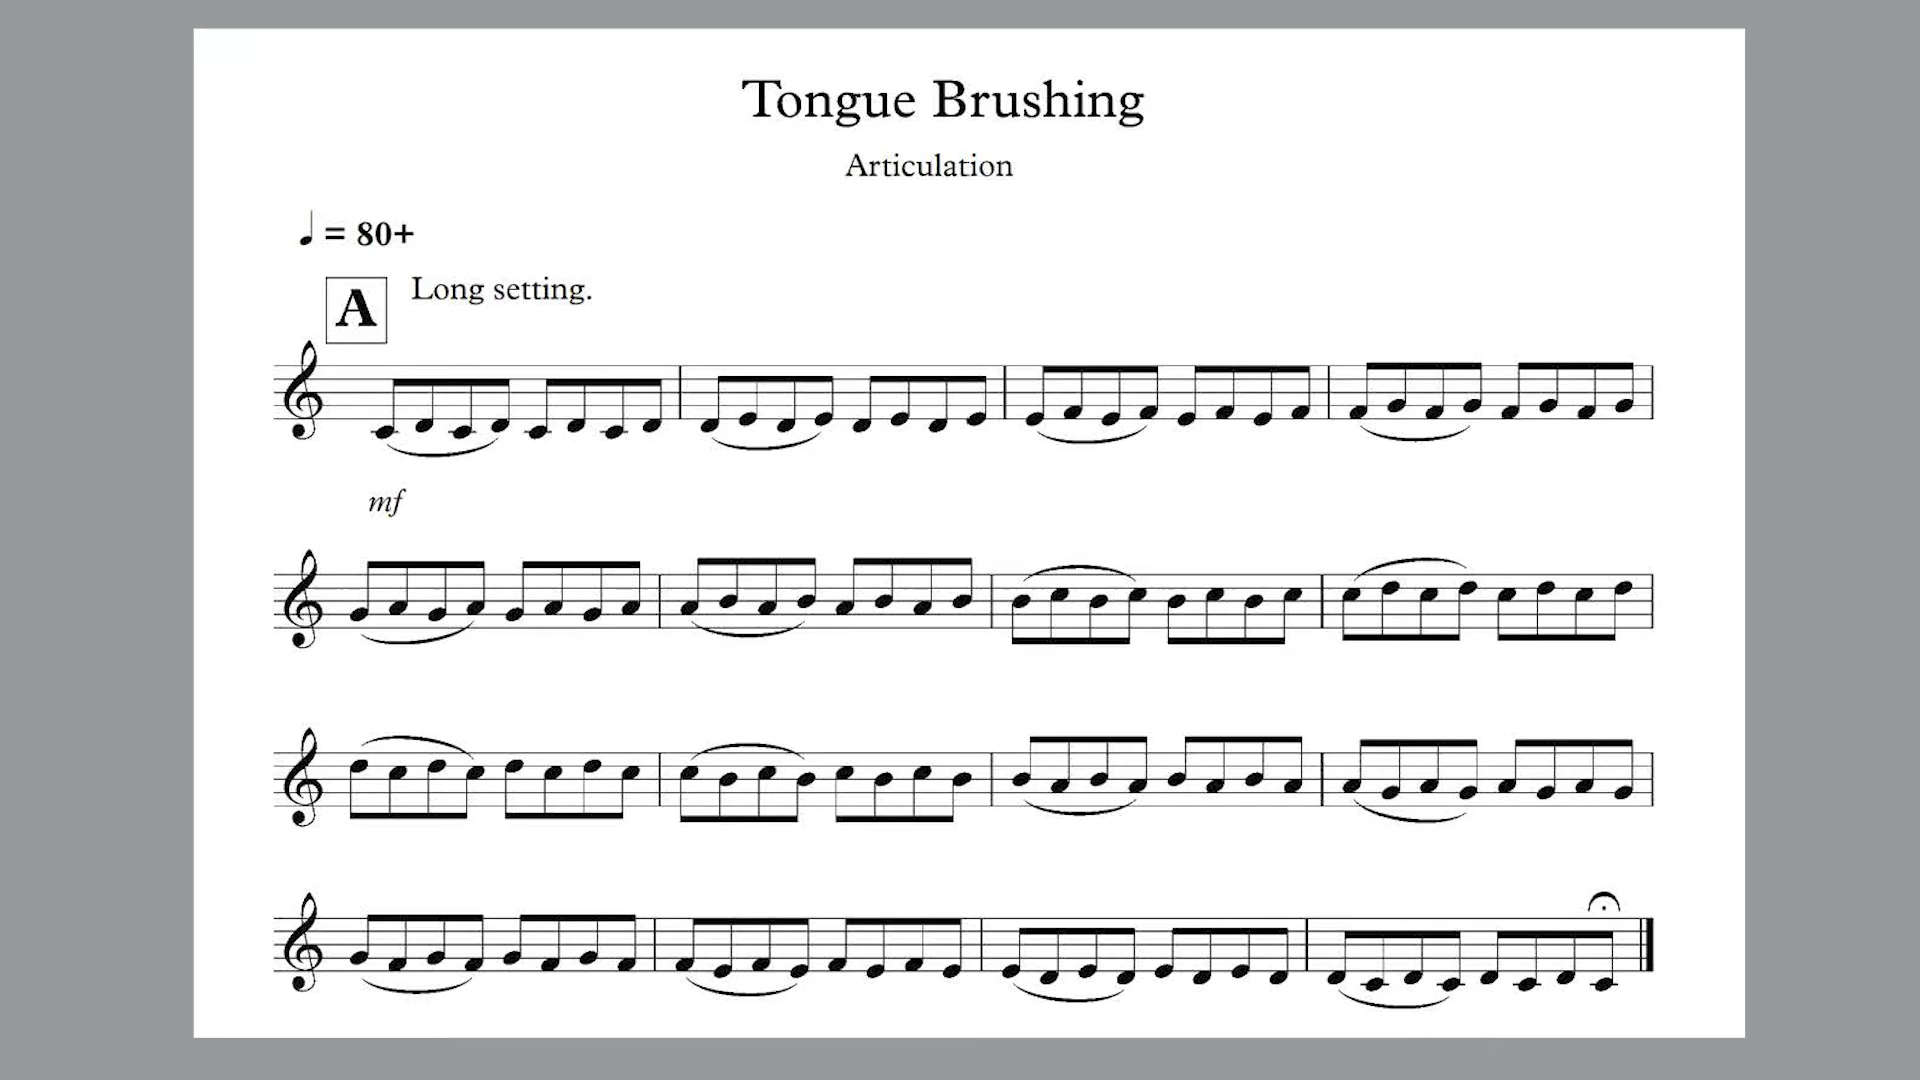 Tongue Brushing
Articulation
♩ = 80+
A Long setting.
mf